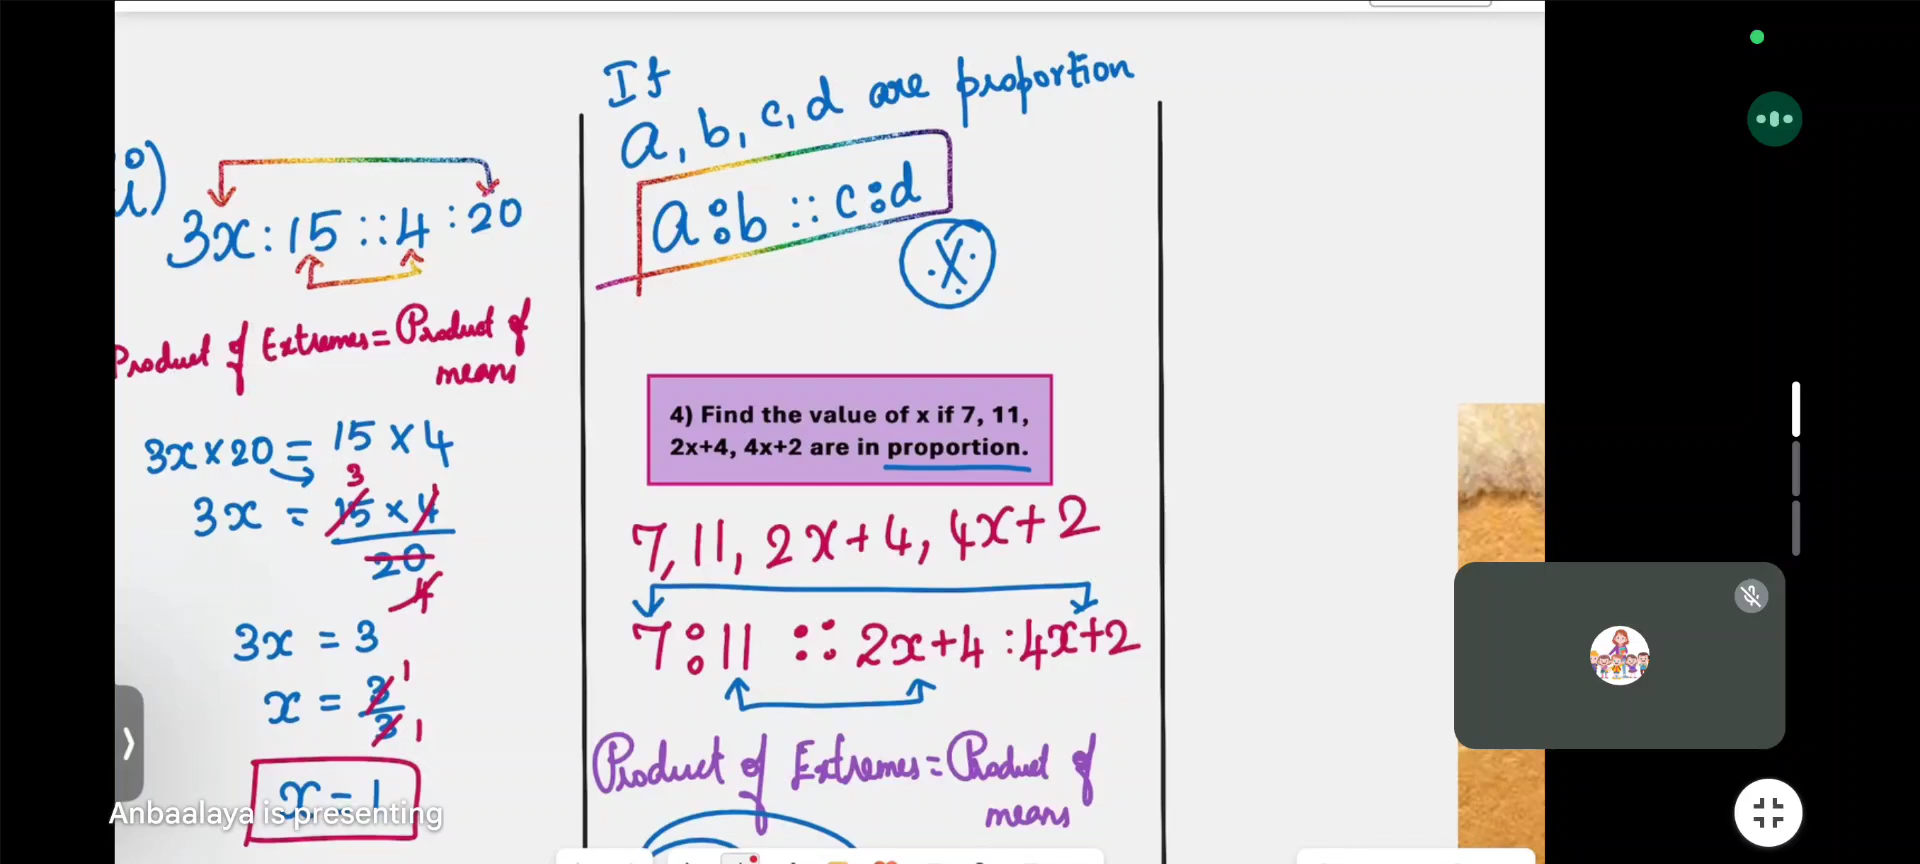 i)
3x : 15 :: 4 : 20
Product of Extremes = Product of
means
3x × 20 = 15 × 4
3
3x = 15 × 4
20
4
3x = 3
x = 3 1
3 1
x = 1
Anbaalaya is presenting
If
a, b, c, d are proportion
a : b :: c : d
X
4) Find the value of x if 7, 11,
2x+4, 4x+2 are in proportion.
7, 11, 2x+4, 4x+2
7 : 11 :: 2x+4 : 4x+2
Product of Extremes = Product of
means